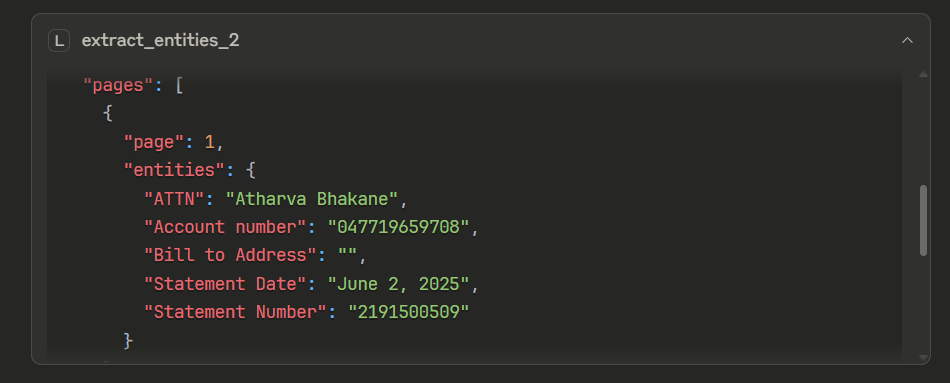 L extract_entities_2
"pages": [
{
"page": 1,
"entities": {
"ATTN": "Atharva Bhakane",
"Account number": "047719659708",
"Bill to Address": "",
"Statement Date": "June 2, 2025",
"Statement Number": "2191500509"
}